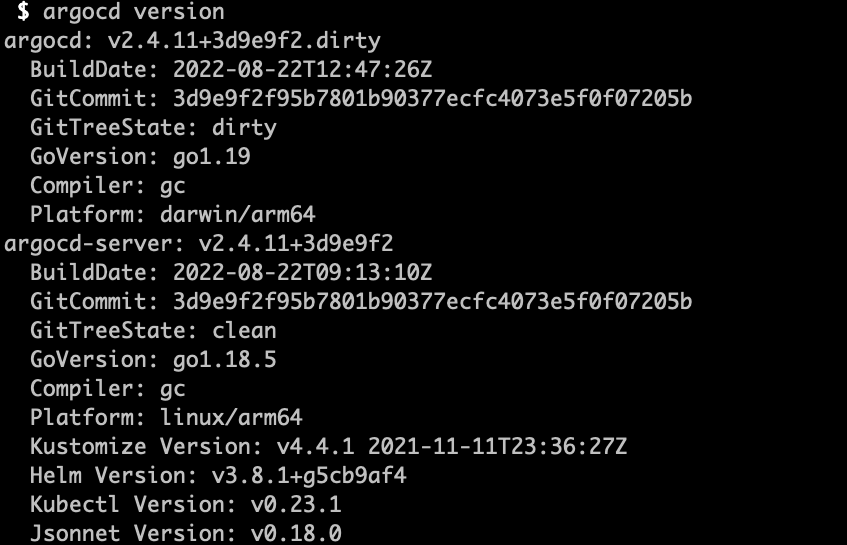 $ argocd version
argocd: v2.4.11+3d9e9f2.dirty
BuildDate: 2022-08-22T12:47:26Z
GitCommit: 3d9e9f2f95b7801b90377ecfc4073e5f0f07205b
GitTreeState: dirty
GoVersion: go1.19
Compiler: gc
Platform: darwin/arm64
argocd-server: v2.4.11+3d9e9f2
BuildDate: 2022-08-22T09:13:10Z
GitCommit: 3d9e9f2f95b7801b90377ecfc4073e5f0f07205b
GitTreeState: clean
GoVersion: go1.18.5
Compiler: gc
Platform: linux/arm64
Kustomize Version: v4.4.1 2021-11-11T23:36:27Z
Helm Version: v3.8.1+g5cb9af4
Kubectl Version: v0.23.1
Jsonnet Version: v0.18.0